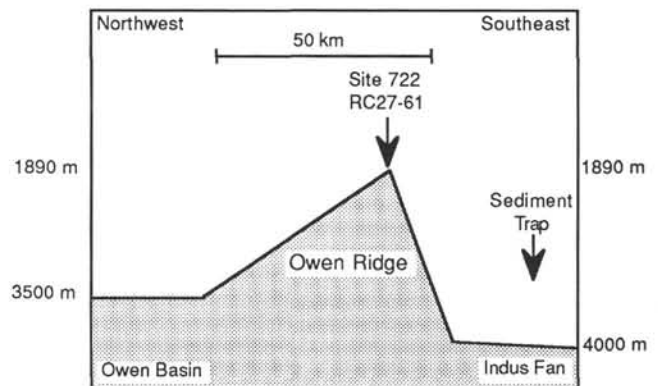 Northwest
Southeast
50 km
Site 722
RC27-61
1890 m
1890 m
Sediment
Trap
Owen Ridge
3500 m
4000 m
Owen Basin
Indus Fan